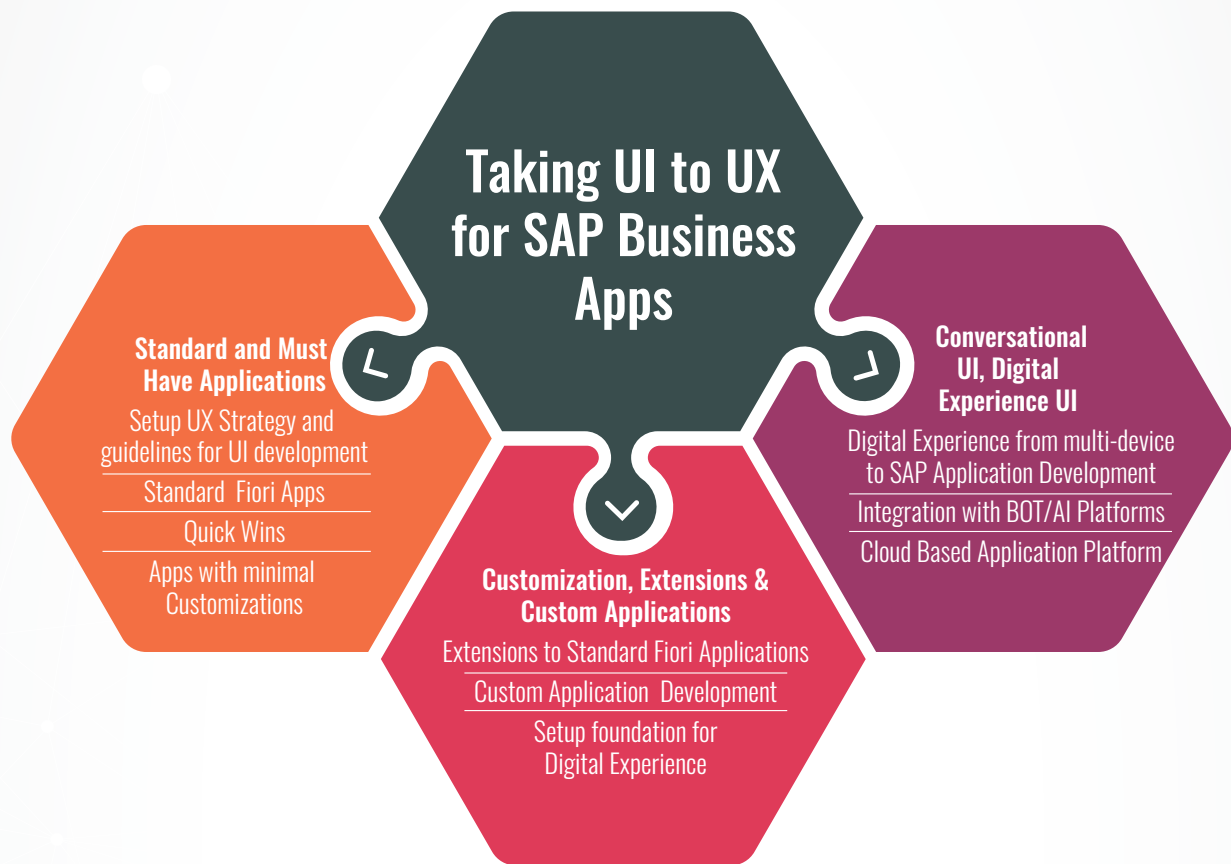 Taking UI to UX
for SAP Business
Apps
Standard and Must
Have Applications
Setup UX Strategy and
guidelines for UI development
Standard Fiori Apps
Quick Wins
Apps with minimal
Customizations
Customization, Extensions &
Custom Applications
Extensions to Standard Fiori Applications
Custom Application Development
Setup foundation for
Digital Experience
Conversational
UI, Digital
Experience UI
Digital Experience from multi-device
to SAP Application Development
Integration with BOT/AI Platforms
Cloud Based Application Platform